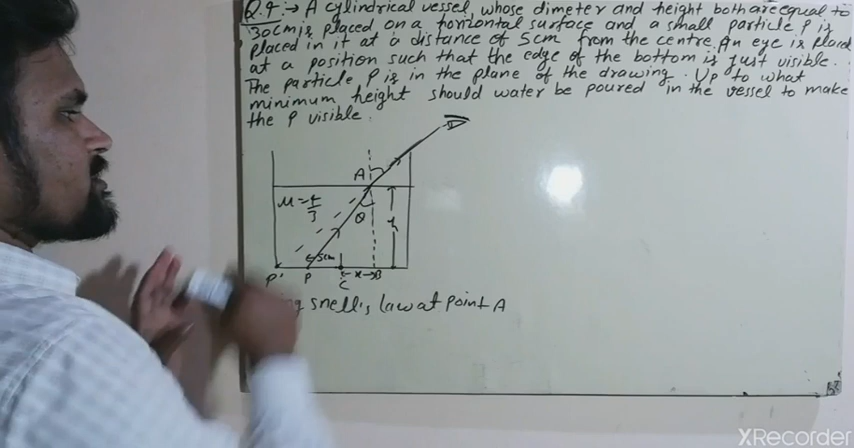 Q.4:→ A cylindrical vessel, whose dimeter and height both are equal to
30cm is placed on a horizontal surface and a small particle P is
placed in it at a distance of 5cm from the centre. An eye is placed
at a position such that the edge of the bottom is just visible.
The particle P is in the plane of the drawing. Up to what
minimum height should water be poured in the vessel to make
the P visible.
A
μ=4/3
θ
h
5cm
P' P C x B
snell's law at point A
XRecorder